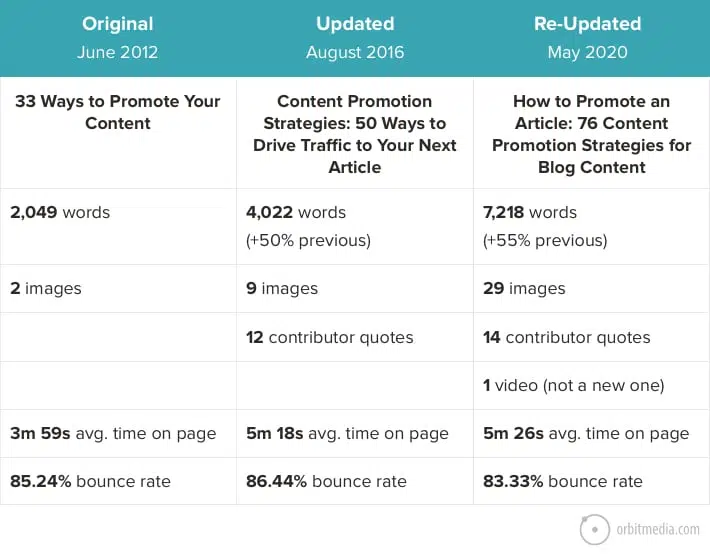 Original
June 2012
Updated
August 2016
Re-Updated
May 2020
33 Ways to Promote Your
Content
Content Promotion
Strategies: 50 Ways to
Drive Traffic to Your Next
Article
How to Promote an
Article: 76 Content
Promotion Strategies for
Blog Content
2,049 words
4,022 words
(+50% previous)
7,218 words
(+55% previous)
2 images
9 images
29 images
12 contributor quotes
14 contributor quotes
1 video (not a new one)
3m 59s avg. time on page
5m 18s avg. time on page
5m 26s avg. time on page
85.24% bounce rate
86.44% bounce rate
83.33% bounce rate
orbitmedia.com